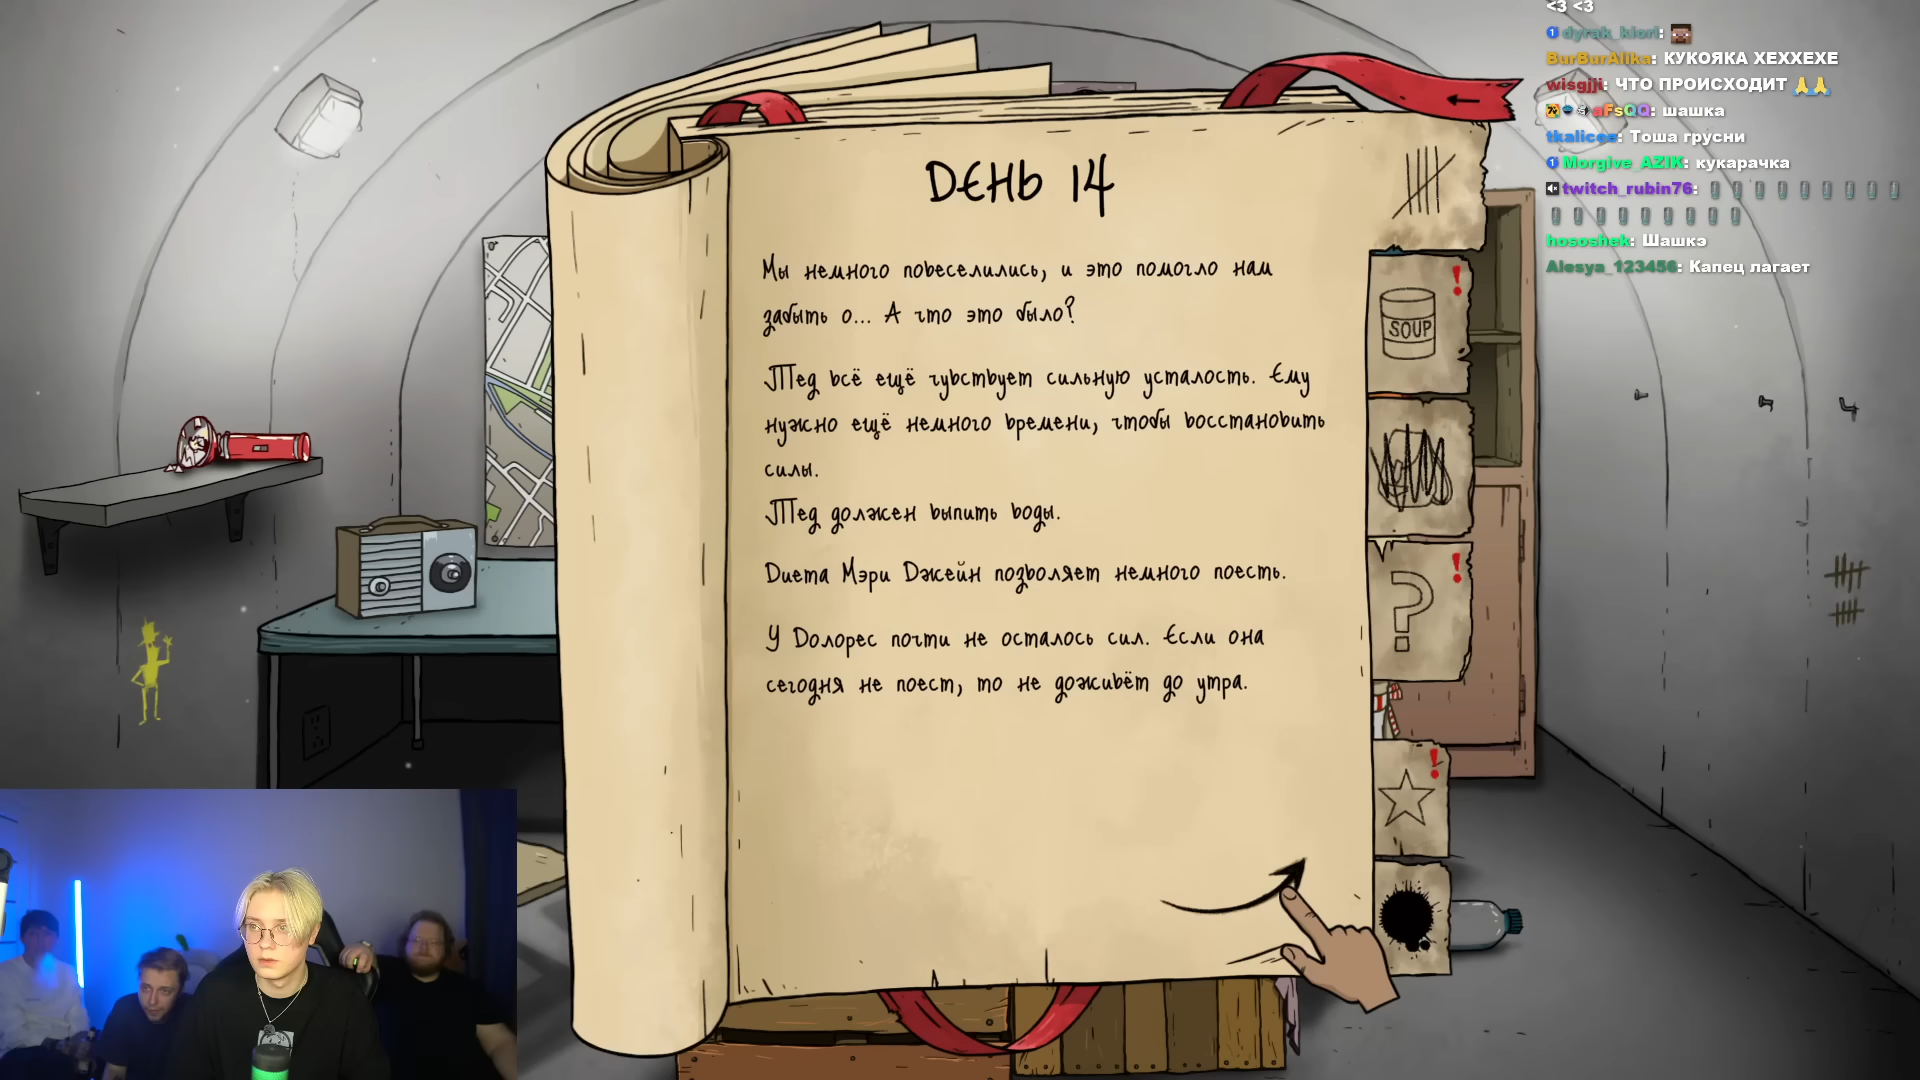 <3 <3
dyrak_klori:
BurBurAlika: КУКОЯКА ХЕХХЕХЕ
wisgjji: ЧТО ПРОИСХОДИТ 🙏🙏
aFsQQ: шашка
tkalicee: Тоша грусни
Morgive_AZIK: кукарачка
twitch_rubin76:
hososhek: Шашкэ
Alesya_123456: Капец лагает
ДЕНЬ 14
Мы немного повеселились, и это помогло нам
забыть о... А что это было?
Тед всё ещё чувствует сильную усталость. Ему
нужно ещё немного времени, чтобы восстановить
силы.
Тед должен выпить воды.
Диета Мэри Джейн позволяет немного поесть.
У Долорес почти не осталось сил. Если она
сегодня не поест, то не доживёт до утра.
!
SOUP
!
?
!